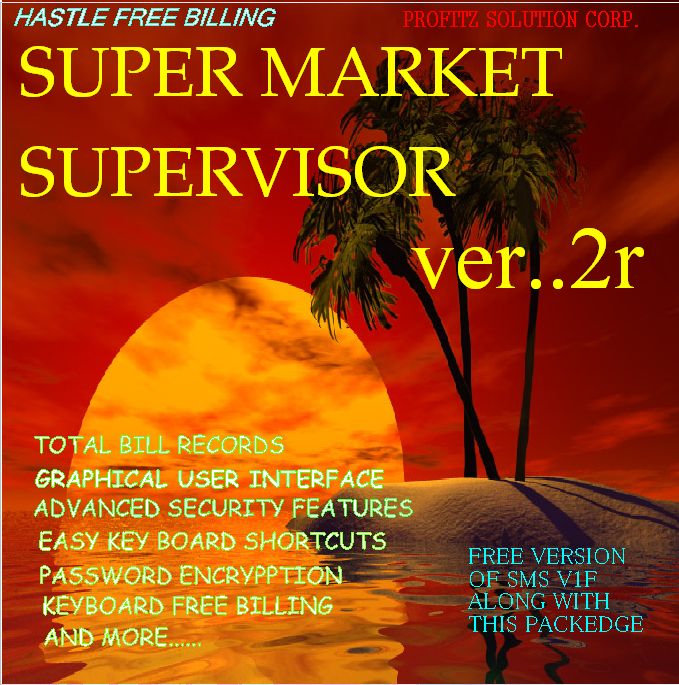 HASTLE FREE BILLING
PROFITZ SOLUTION CORP.
SUPER MARKET
SUPERVISOR
ver..2r
TOTAL BILL RECORDS
GRAPHICAL USER INTERFACE
ADVANCED SECURITY FEATURES
EASY KEY BOARD SHORTCUTS
PASSWORD ENCRYPPTION
KEYBOARD FREE BILLING
AND MORE......
FREE VERSION
OF SMS V1F
ALONG WITH
THIS PACKEDGE